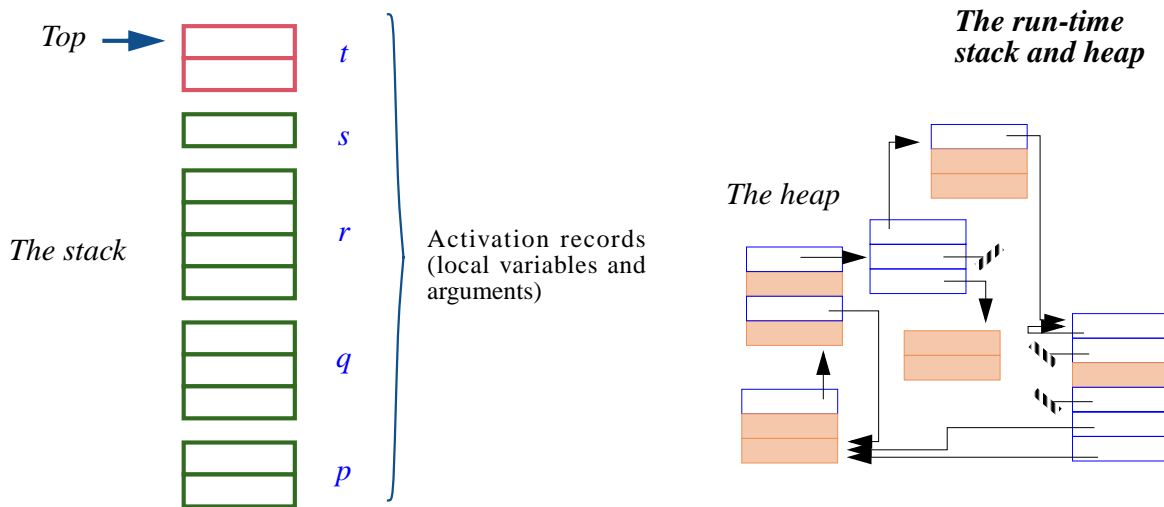 Top
t
The run-time
stack and heap
s
The heap
r
The stack
Activation records
(local variables and
arguments)
q
p